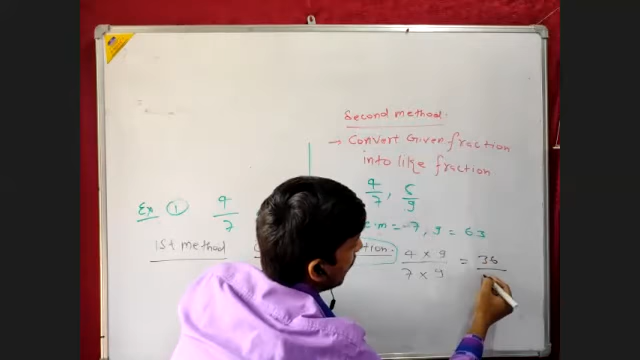 Second method.
→ Convert Given fraction
into like fraction
4/7, 5/9
7, 9 = 63
Ex ① 4/7
1st method
4 × 9 / 7 × 9 = 36